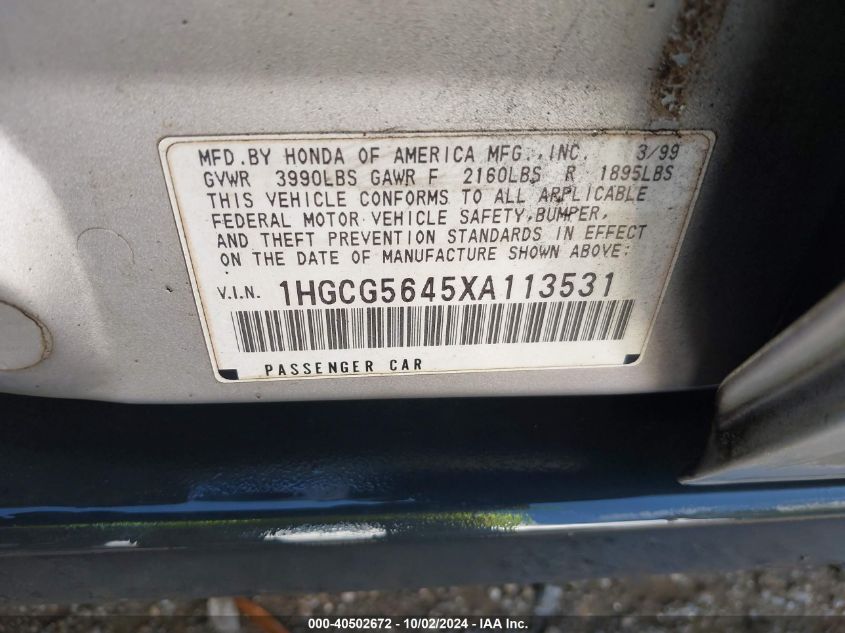 MFD.BY HONDA OF AMERICA MFG.,INC. 3/99
GVWR 3990LBS GAWR F 2160LBS R 1895LBS
THIS VEHICLE CONFORMS TO ALL APPLICABLE
FEDERAL MOTOR VEHICLE SAFETY,BUMPER,
AND THEFT PREVENTION STANDARDS IN EFFECT
ON THE DATE OF MANUFACTURE SHOWN ABOVE:
V.I.N. 1HGCG5645XA113531
PASSENGER CAR
000-40502672 - 10/02/2024 - IAA Inc.